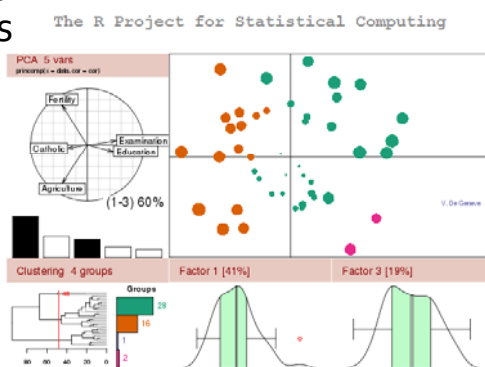 The R Project for Statistical Computing
s
PCA 5 vars
princomp(x = data, cor = cor)
Fertility
Catholic
Examination
Education
Agriculture
(1-3) 60%
V. De Geneve
Clustering 4 groups
Factor 1 [41%]
Factor 3 [19%]
Groups
28
16
1
2
80 60 40 20 0